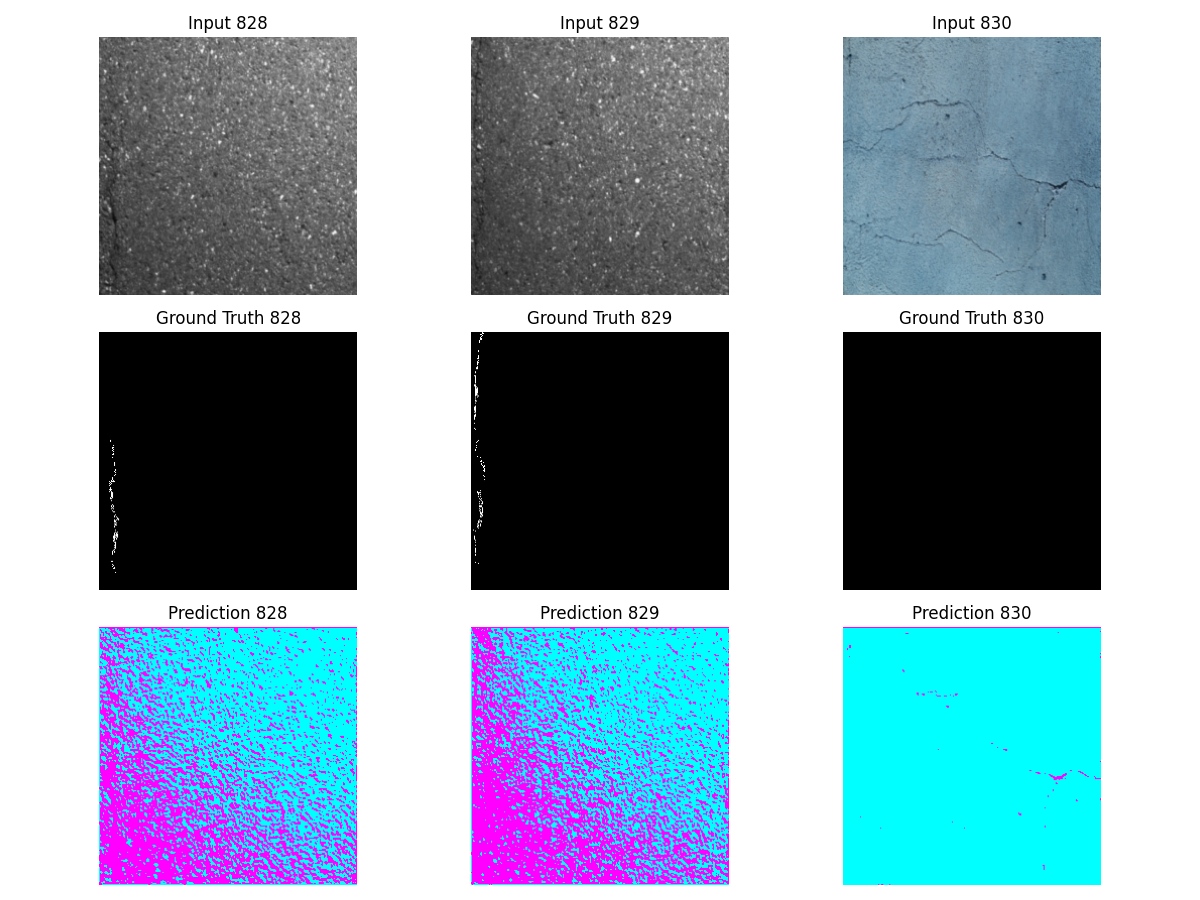 Input 828
Input 829
Input 830
Ground Truth 828
Ground Truth 829
Ground Truth 830
Prediction 828
Prediction 829
Prediction 830